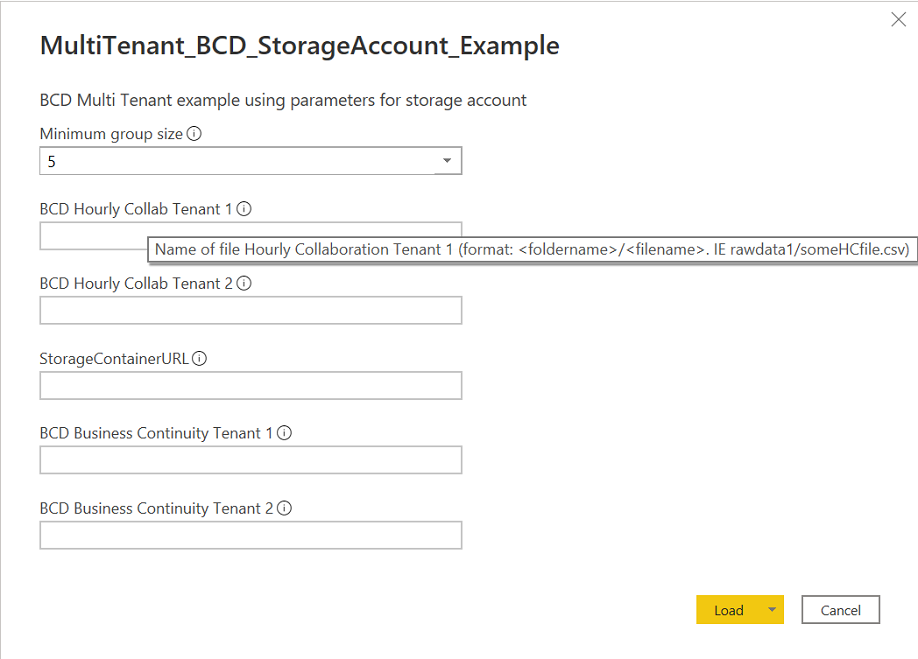 MultiTenant_BCD_StorageAccount_Example
BCD Multi Tenant example using parameters for storage account
Minimum group size
5
BCD Hourly Collab Tenant 1
Name of file Hourly Collaboration Tenant 1 (format: <foldername>/<filename>. IE rawdata1/someHCfile.csv)
BCD Hourly Collab Tenant 2
StorageContainerURL
BCD Business Continuity Tenant 1
BCD Business Continuity Tenant 2
Load
Cancel